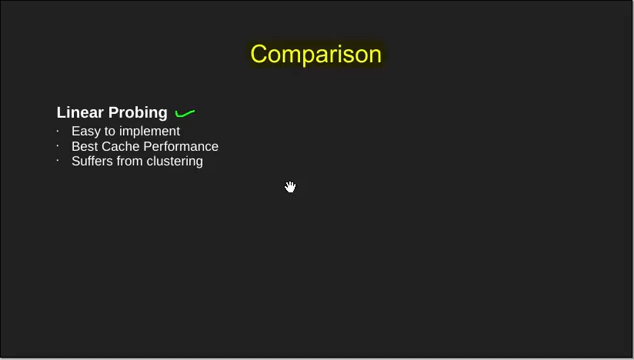 Comparison
Linear Probing
· Easy to implement
· Best Cache Performance
· Suffers from clustering